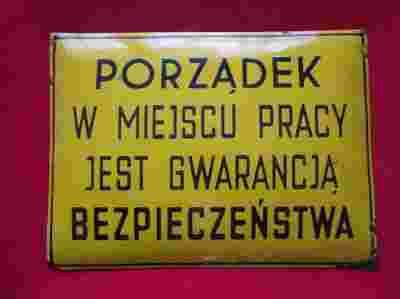 PORZĄDEK
W MIEJSCU PRACY
JEST GWARANCJĄ
BEZPIECZEŃSTWA